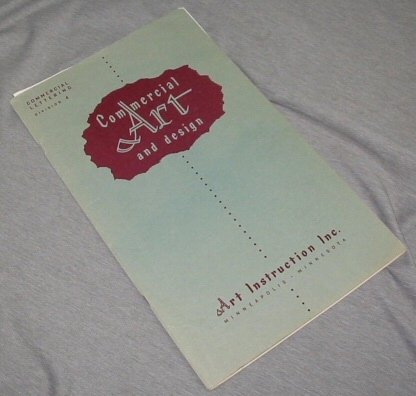 COMMERCIAL
LETTERING
DIVISION 4
Commercial
Art
and design
Art Instruction Inc.
MINNEAPOLIS - MINNESOTA